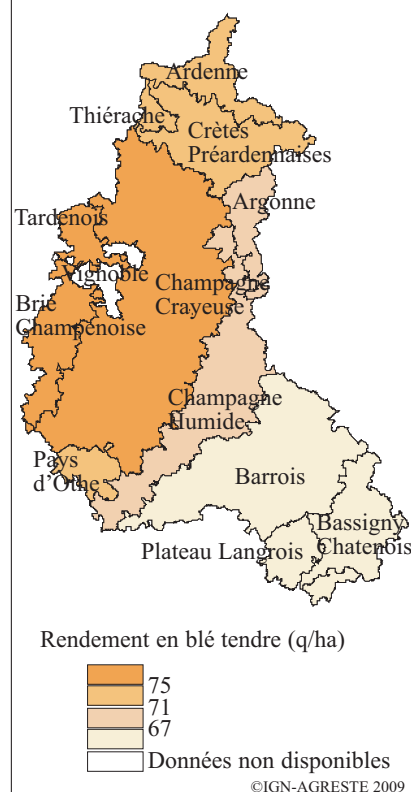 Ardenne
Thiérache
Crètes
Préardennaises
Argonne
Tardenois
Vignoble
Champagne
Crayeuse
Brie
Champenoise
Champagne
Humide
Pays
d'Othe
Barrois
Bassigny
Chatenois
Plateau Langrois
Rendement en blé tendre (q/ha)
75
71
67
Données non disponibles
©IGN-AGRESTE 2009